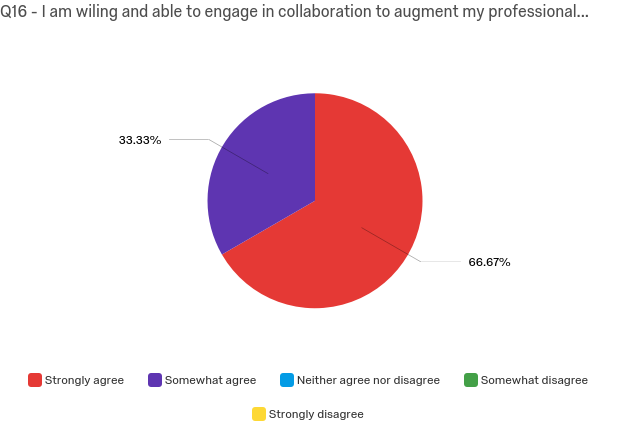 Q16 - I am wiling and able to engage in collaboration to augment my professional...
33.33%
66.67%
Strongly agree
Somewhat agree
Neither agree nor disagree
Somewhat disagree
Strongly disagree